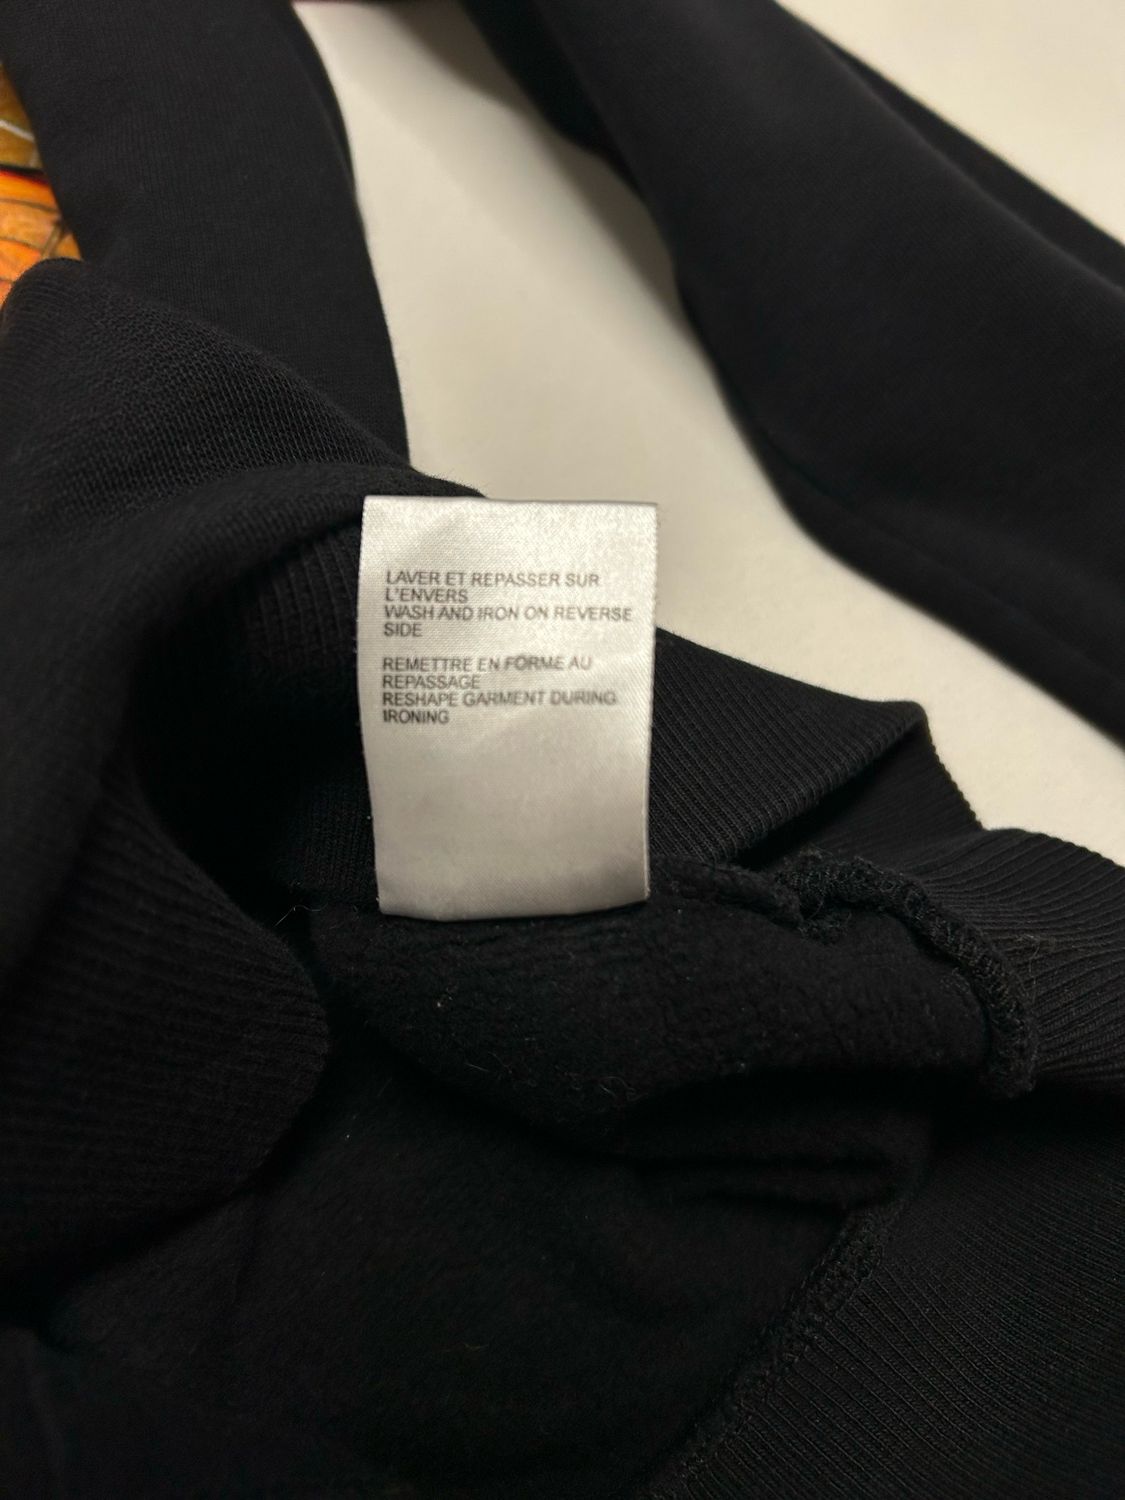 LAVER ET REPASSER SUR
L'ENVERS
WASH AND IRON ON REVERSE
SIDE
REMETTRE EN FORME AU
REPASSAGE
RESHAPE GARMENT DURING
IRONING